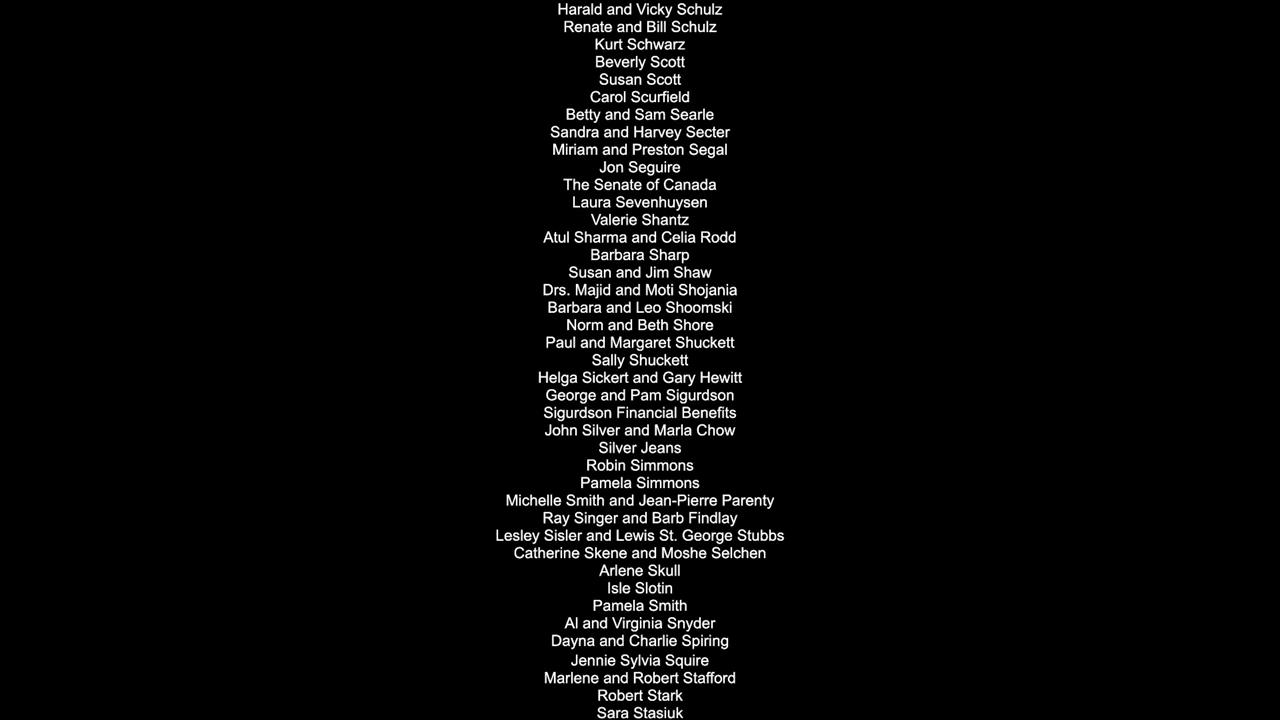 Harald and Vicky Schulz
Renate and Bill Schulz
Kurt Schwarz
Beverly Scott
Susan Scott
Carol Scurfield
Betty and Sam Searle
Sandra and Harvey Secter
Miriam and Preston Segal
Jon Seguire
The Senate of Canada
Laura Sevenhuysen
Valerie Shantz
Atul Sharma and Celia Rodd
Barbara Sharp
Susan and Jim Shaw
Drs. Majid and Moti Shojania
Barbara and Leo Shoomski
Norm and Beth Shore
Paul and Margaret Shuckett
Sally Shuckett
Helga Sickert and Gary Hewitt
George and Pam Sigurdson
Sigurdson Financial Benefits
John Silver and Marla Chow
Silver Jeans
Robin Simmons
Pamela Simmons
Michelle Smith and Jean-Pierre Parenty
Ray Singer and Barb Findlay
Lesley Sisler and Lewis St. George Stubbs
Catherine Skene and Moshe Selchen
Arlene Skull
Isle Slotin
Pamela Smith
Al and Virginia Snyder
Dayna and Charlie Spiring
Jennie Sylvia Squire
Marlene and Robert Stafford
Robert Stark
Sara Stasiuk